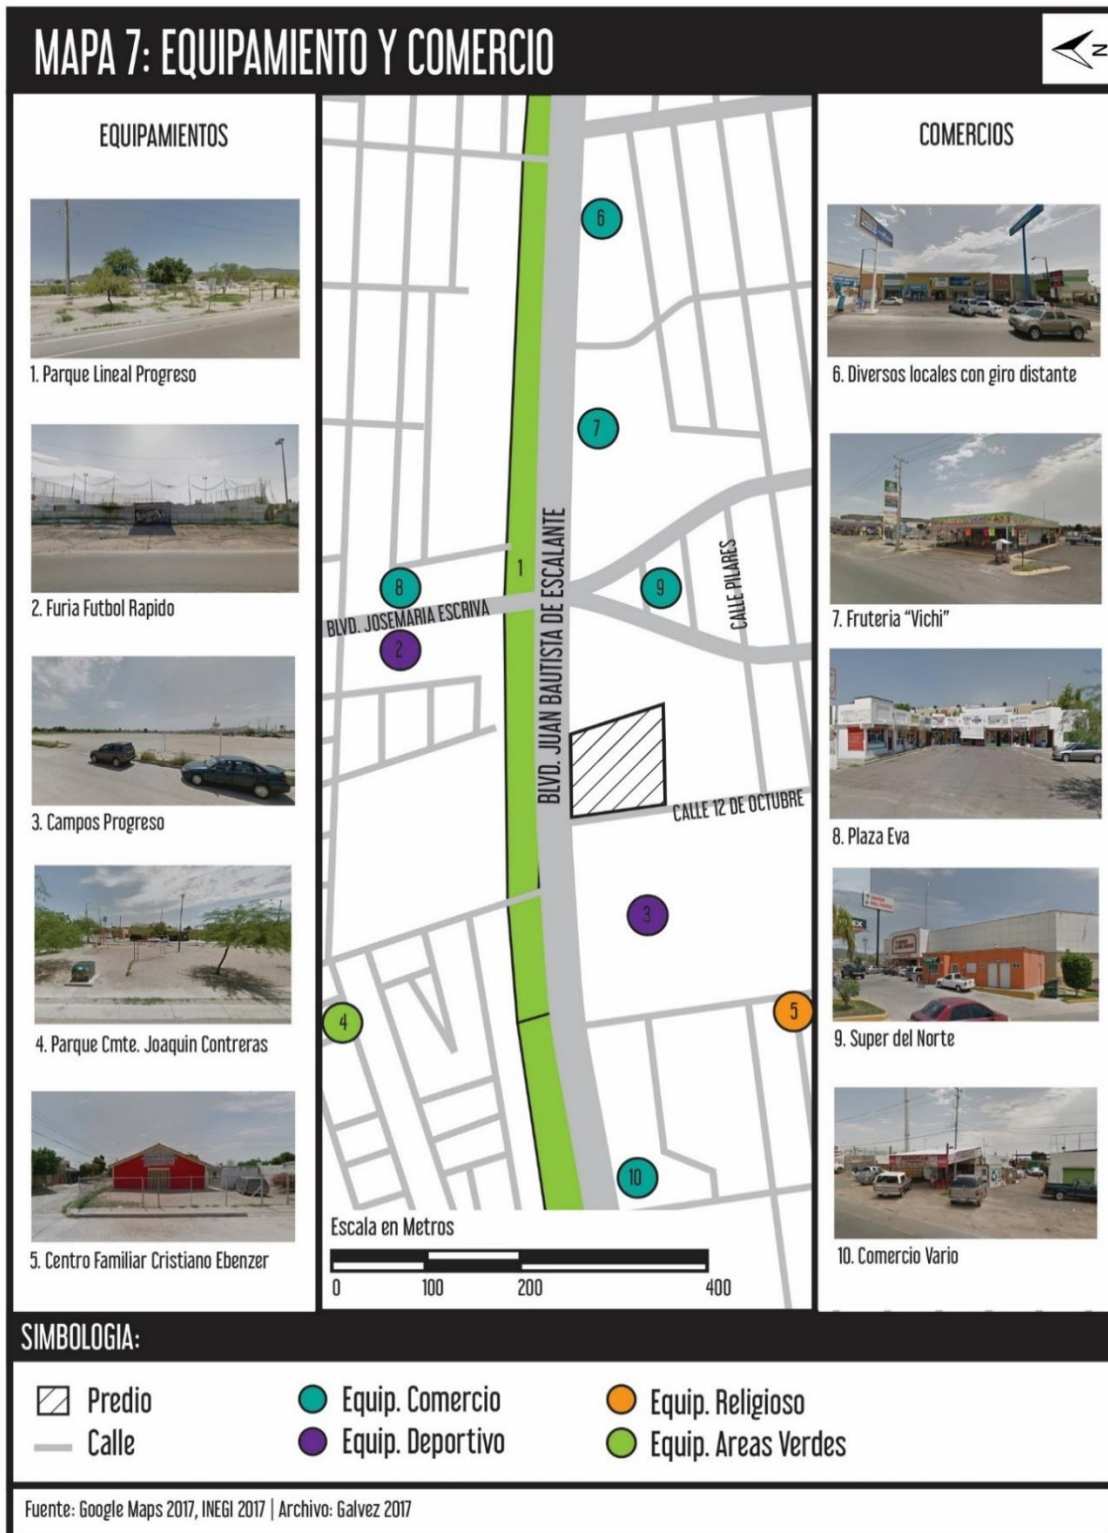 MAPA 7: EQUIPAMIENTO Y COMERCIO
N
EQUIPAMIENTOS
1. Parque Lineal Progreso
2. Furia Futbol Rapido
3. Campos Progreso
4. Parque Cmte. Joaquin Contreras
5. Centro Familiar Cristiano Ebenzer
6
7
1
8
9
BLVD. JOSEMARIA ESCRIVA
2
BLVD. JUAN BAUTISTA DE ESCALANTE
CALLE PILARES
CALLE 12 DE OCTUBRE
3
4
5
10
Escala en Metros
0 100 200 400
COMERCIOS
6. Diversos locales con giro distante
7. Fruteria "Vichi"
8. Plaza Eva
9. Super del Norte
10. Comercio Vario
SIMBOLOGIA:
Predio
Calle
Equip. Comercio
Equip. Deportivo
Equip. Religioso
Equip. Areas Verdes
Fuente: Google Maps 2017, INEGI 2017 | Archivo: Galvez 2017